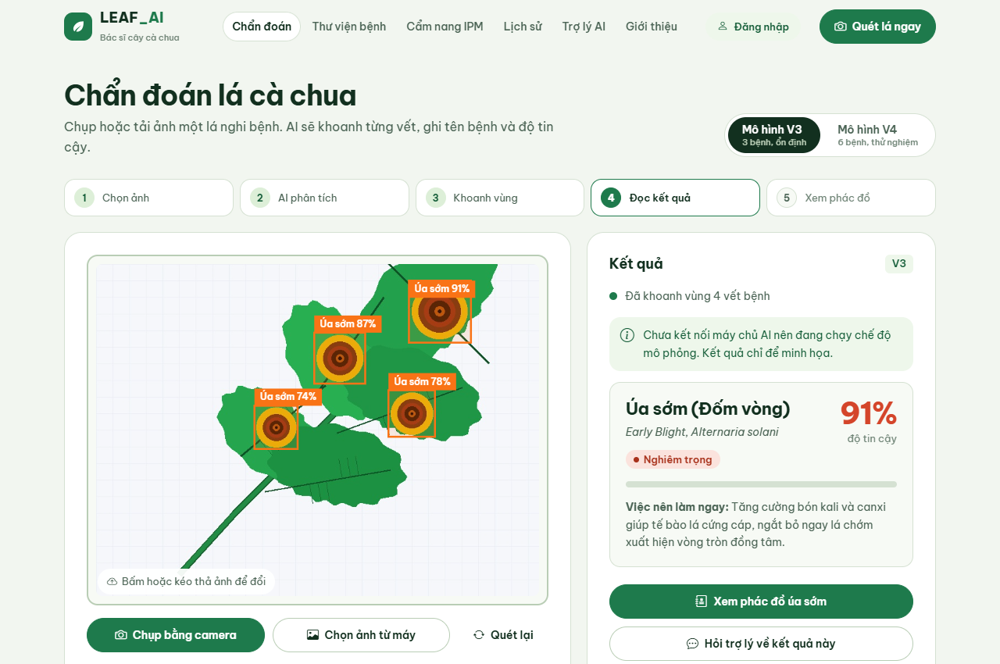 LEAF_AI
Bác sĩ cây cà chua
Chẩn đoán
Thư viện bệnh
Cẩm nang IPM
Lịch sử
Trợ lý AI
Giới thiệu
Đăng nhập
Quét lá ngay
Chẩn đoán lá cà chua
Chụp hoặc tải ảnh một lá nghi bệnh. AI sẽ khoanh từng vết, ghi tên bệnh và độ tin
cậy.
Mô hình V3
3 bệnh, ổn định
Mô hình V4
6 bệnh, thử nghiệm
1 Chọn ảnh
2 AI phân tích
3 Khoanh vùng
4 Đọc kết quả
5 Xem phác đồ
Úa sớm 91%
Úa sớm 87%
Úa sớm 78%
Úa sớm 74%
Bấm hoặc kéo thả ảnh để đổi
Chụp bằng camera
Chọn ảnh từ máy
Quét lại
Kết quả
V3
Đã khoanh vùng 4 vết bệnh
Chưa kết nối máy chủ AI nên đang chạy chế độ
mô phỏng. Kết quả chỉ để minh họa.
Úa sớm (Đốm vòng)
Early Blight, Alternaria solani
91%
độ tin cậy
Nghiêm trọng
Việc nên làm ngay: Tăng cường bón kali và canxi
giúp tế bào lá cứng cáp, ngắt bỏ ngay lá chớm
xuất hiện vòng tròn đồng tâm.
Xem phác đồ úa sớm
Hỏi trợ lý về kết quả này